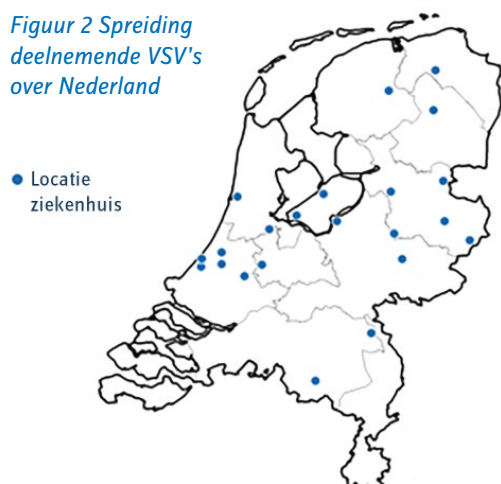 Figuur 2 Spreiding
deelnemende VSV's
over Nederland
Locatie
ziekenhuis